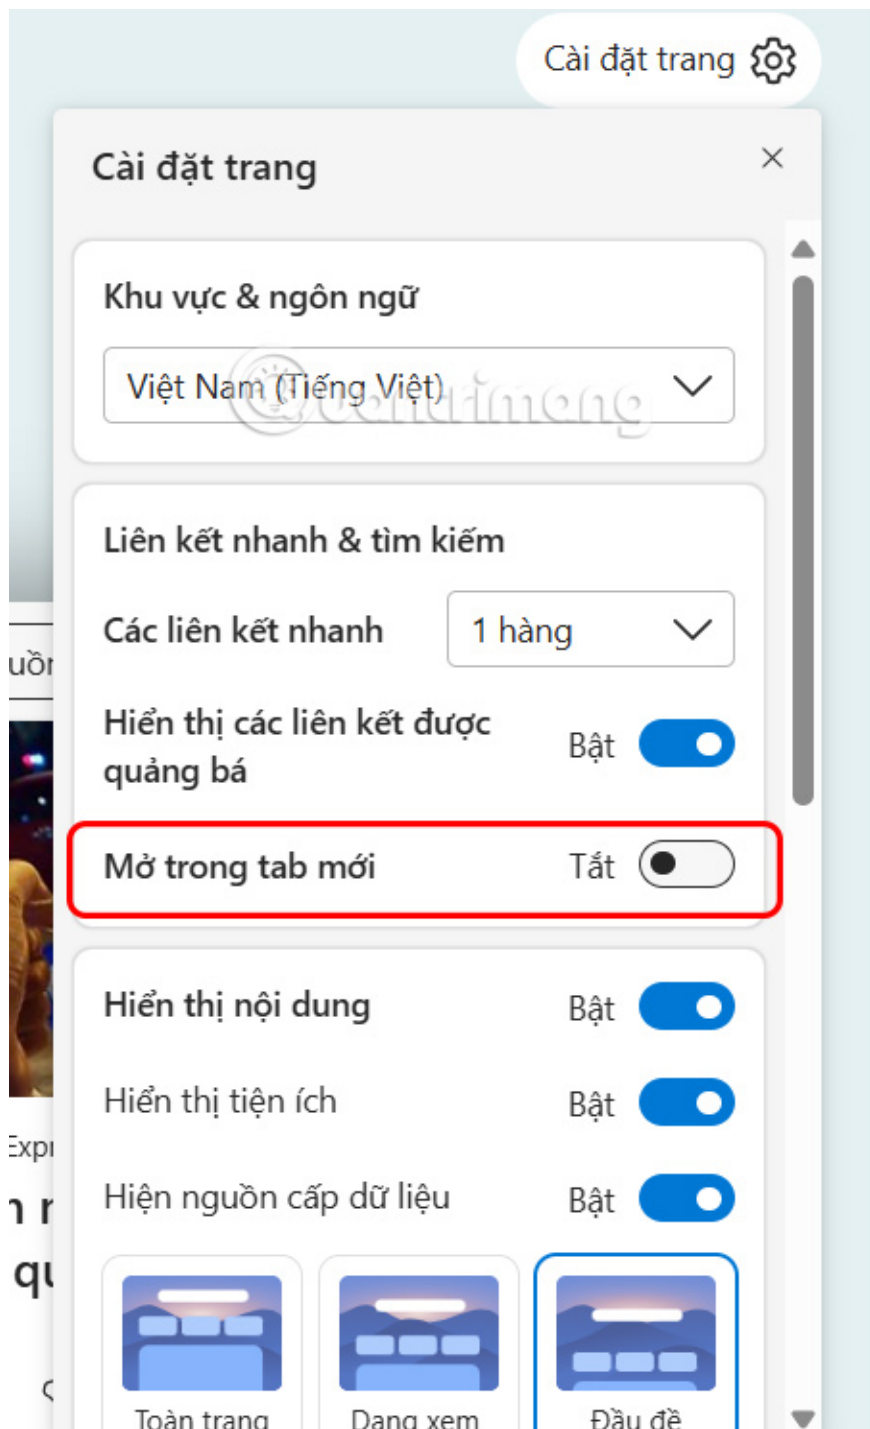 Cài đặt trang
Cài đặt trang
Khu vực & ngôn ngữ
Việt Nam (Tiếng Việt)
Quantrimang
Liên kết nhanh & tìm kiếm
Các liên kết nhanh 1 hàng
Hiển thị các liên kết được
quảng bá Bật
Mở trong tab mới Tắt
Hiển thị nội dung Bật
Hiển thị tiện ích Bật
Hiện nguồn cấp dữ liệu Bật
Toàn trang Dạng xem Đầu đề